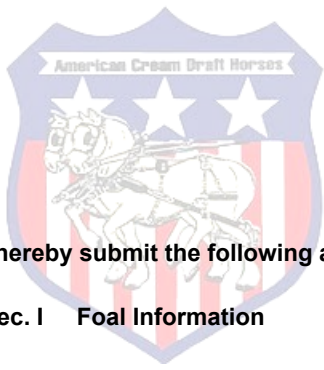 American Cream Draft Horses
hereby submit the following a
ec. I Foal Information